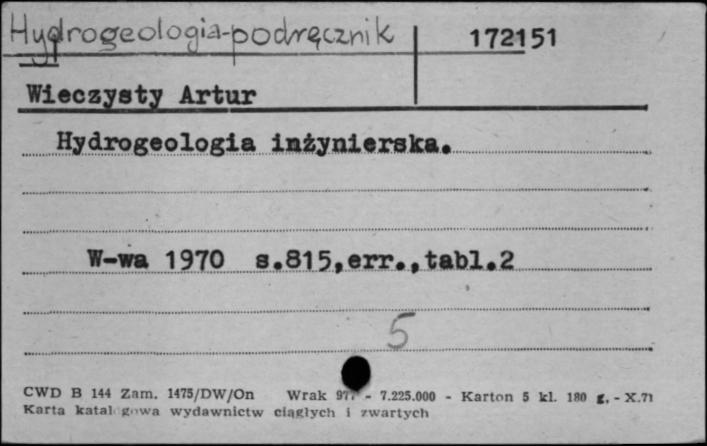 Hydrogeologia-podręcznik 172151
Wieczysty Artur
Hydrogeologia inżynierska.
W-wa 1970 s.815,err.,tabl.2
5
CWD B 144 Zam. 1475/DW/On Wrak - 7.225.000 - Karton 5 kl. 180 g. - X.71
Karta katalogowa wydawnictw ciągłych i zwartych